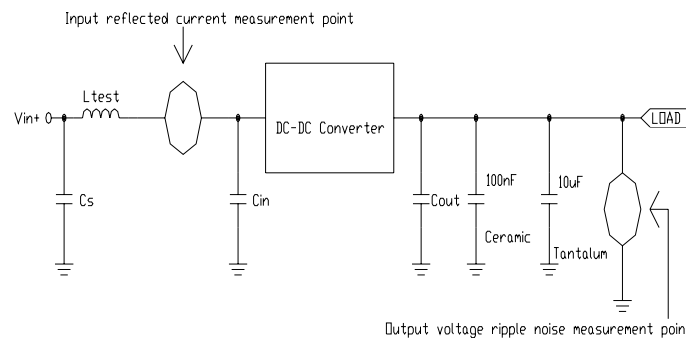 Input reflected current measurement point
Ltest
Vin+
DC-DC Converter
LOAD
Cs
Cin
Cout
100nF
10uF
Ceramic
Tantalum
Output voltage ripple noise measurement poin